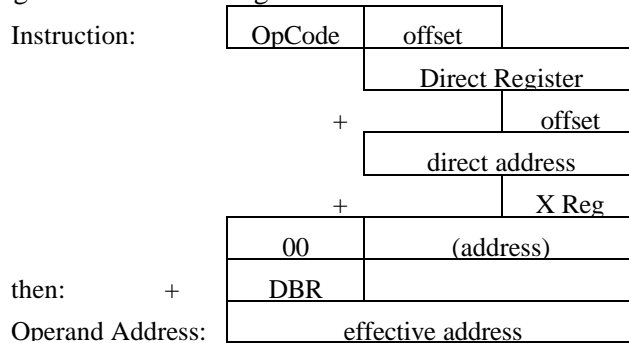 Instruction: OpCode offset
Direct Register
+ offset
direct address
+ X Reg
00 (address)
then: + DBR
Operand Address: effective address